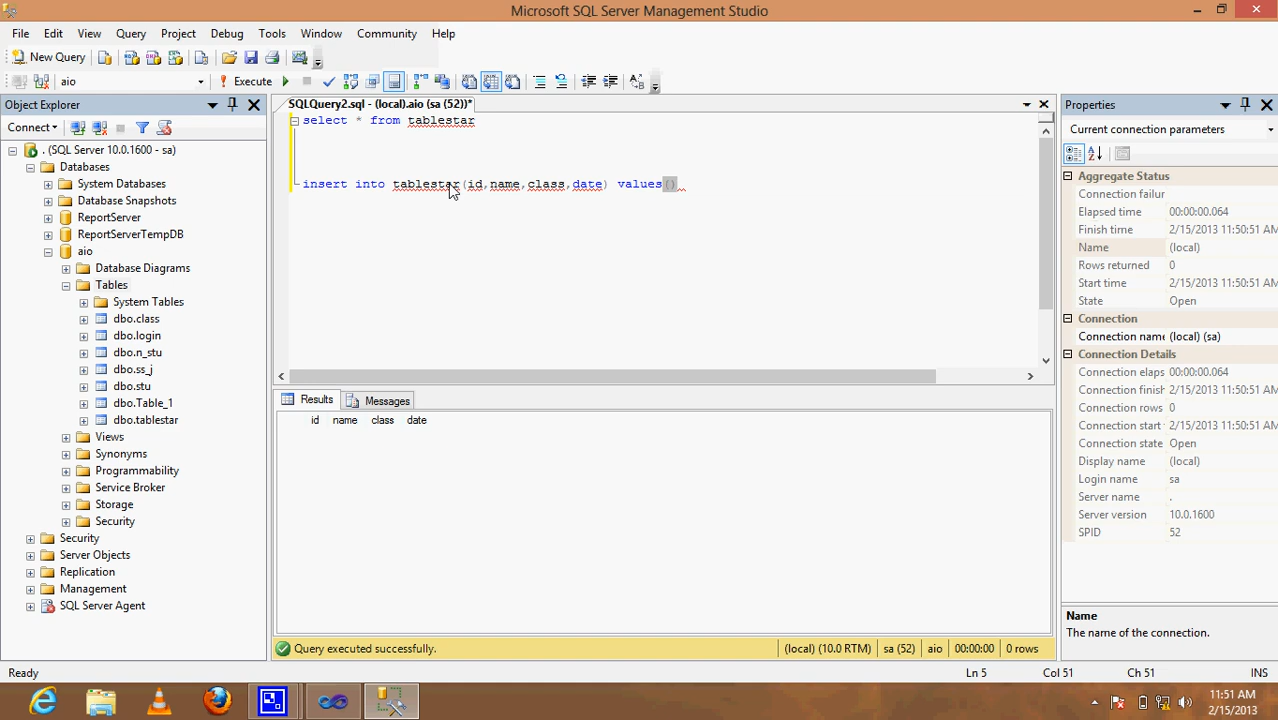 Microsoft SQL Server Management Studio
File Edit View Query Project Debug Tools Window Community Help
New Query
aio Execute
Object Explorer
Connect
. (SQL Server 10.0.1600 - sa)
Databases
System Databases
Database Snapshots
ReportServer
ReportServerTempDB
aio
Database Diagrams
Tables
System Tables
dbo.class
dbo.login
dbo.n_stu
dbo.ss_j
dbo.stu
dbo.Table_1
dbo.tablestar
Views
Synonyms
Programmability
Service Broker
Storage
Security
Security
Server Objects
Replication
Management
SQL Server Agent
SQLQuery2.sql - (local).aio (sa (52))*
select * from tablestar
insert into tablestar(id,name,class,date) values()
Results Messages
id name class date
Query executed successfully. (local) (10.0 RTM) sa (52) aio 00:00:00 0 rows
Properties
Current connection parameters
Aggregate Status
Connection failur
Elapsed time 00:00:00.064
Finish time 2/15/2013 11:50:51 AM
Name (local)
Rows returned 0
Start time 2/15/2013 11:50:51 AM
State Open
Connection
Connection name (local) (sa)
Connection Details
Connection elaps 00:00:00.064
Connection finish 2/15/2013 11:50:51 AM
Connection rows 0
Connection start 2/15/2013 11:50:51 AM
Connection state Open
Display name (local)
Login name sa
Server name .
Server version 10.0.1600
SPID 52
Name
The name of the connection.
Ready Ln 5 Col 51 Ch 51 INS
11:51 AM
2/15/2013